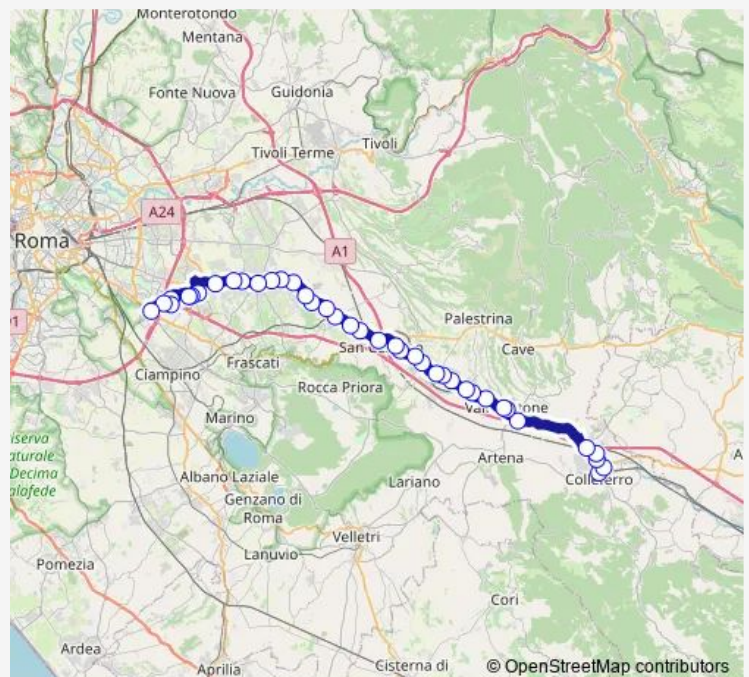 Monterotondo
Mentana
Fonte Nuova
Guidonia
Tivoli Terme
Tivoli
A24
Roma
A1
Palestrina
Cave
Frascati
Ciampino
Rocca Priora
Marino
Artena
Colleferro
Albano Laziale
Lariano
Genzano di
Roma
Velletri
Lanuvio
Pomezia
Cori
Ardea
Aprilia
Cisterna di
© OpenStreetMap contributors